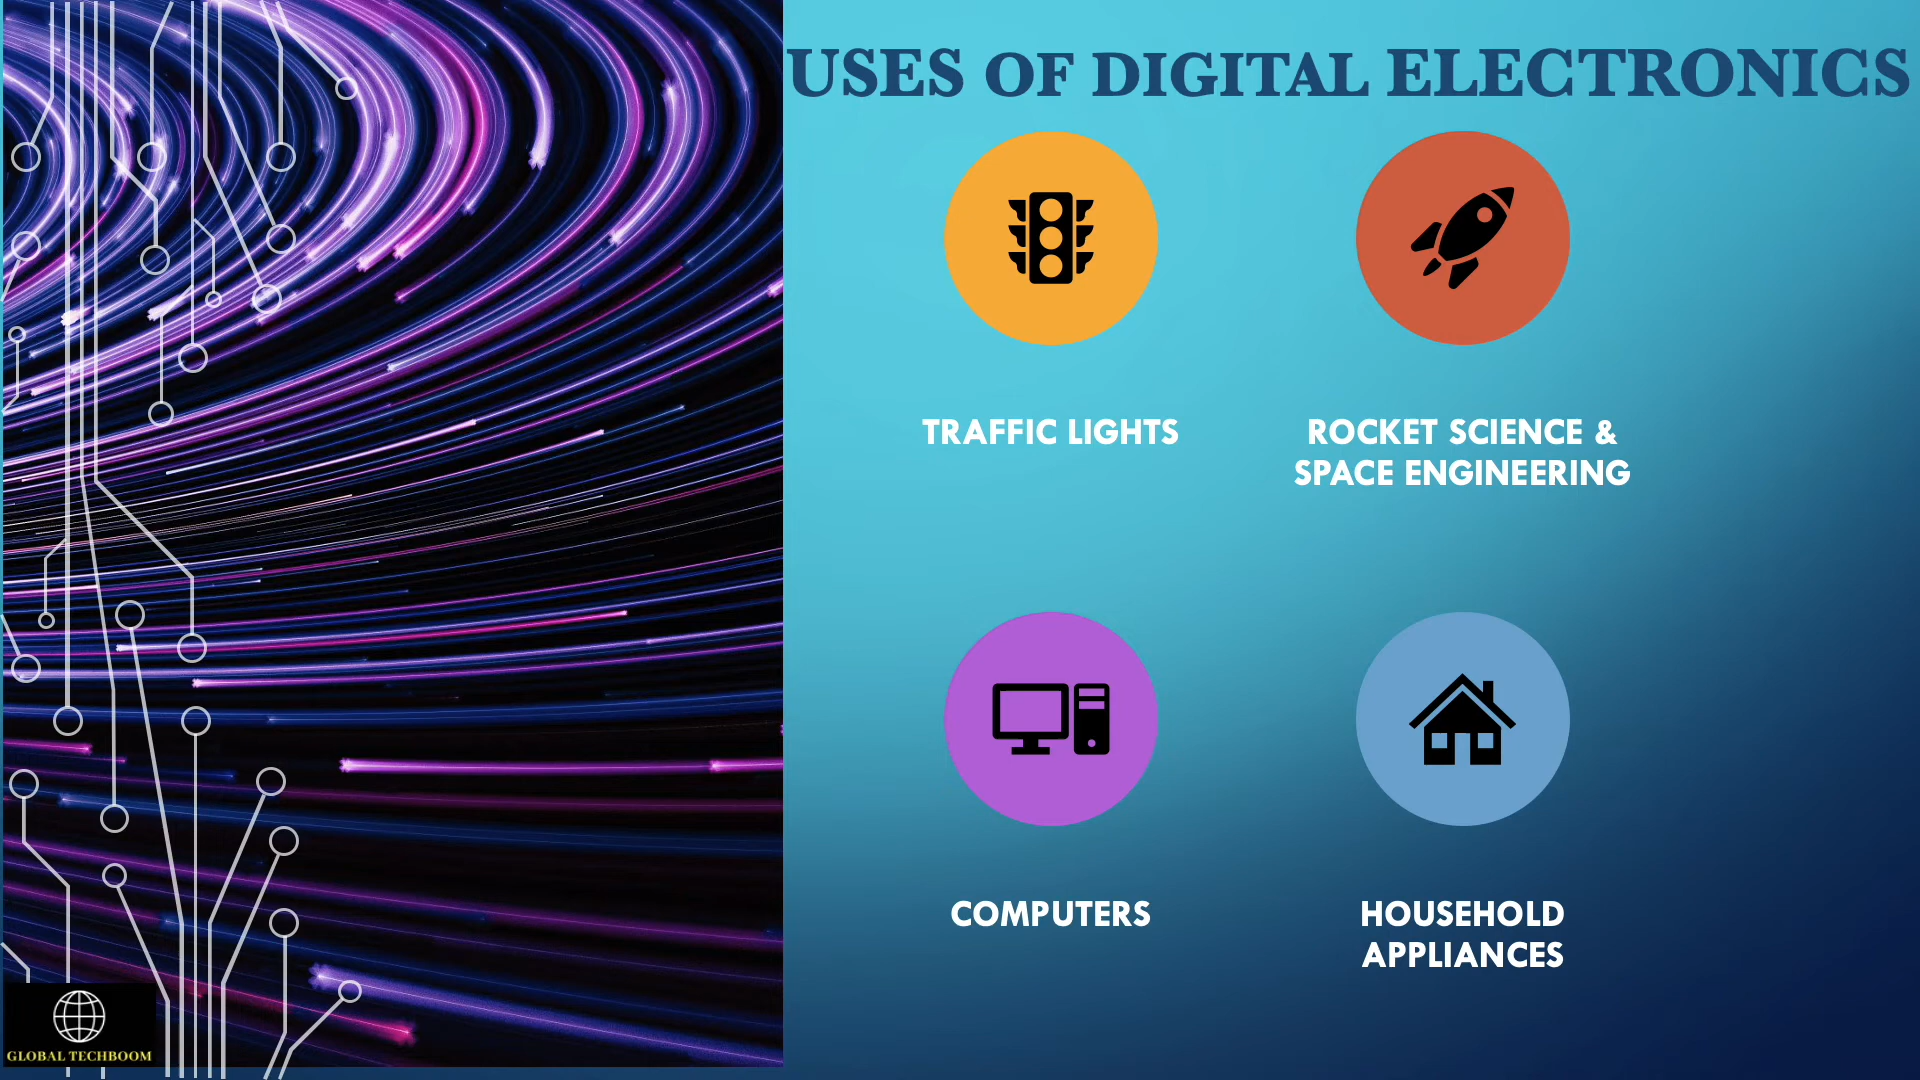 USES OF DIGITAL ELECTRONICS
TRAFFIC LIGHTS
ROCKET SCIENCE &
SPACE ENGINEERING
COMPUTERS
HOUSEHOLD
APPLIANCES
GLOBAL TECHBOOM